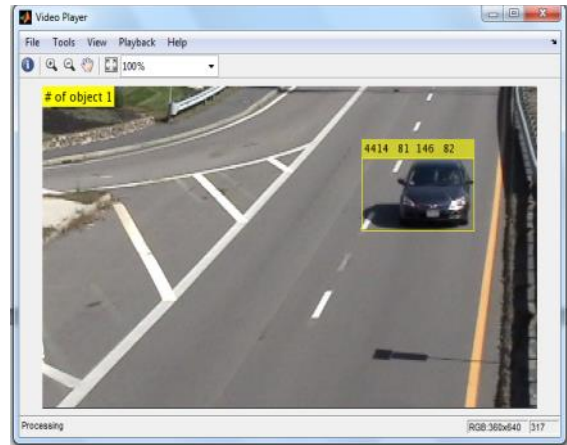 Video Player
File Tools View Playback Help
100%
# of object 1
4414 81 146 82
Processing
RGB:360x640 317